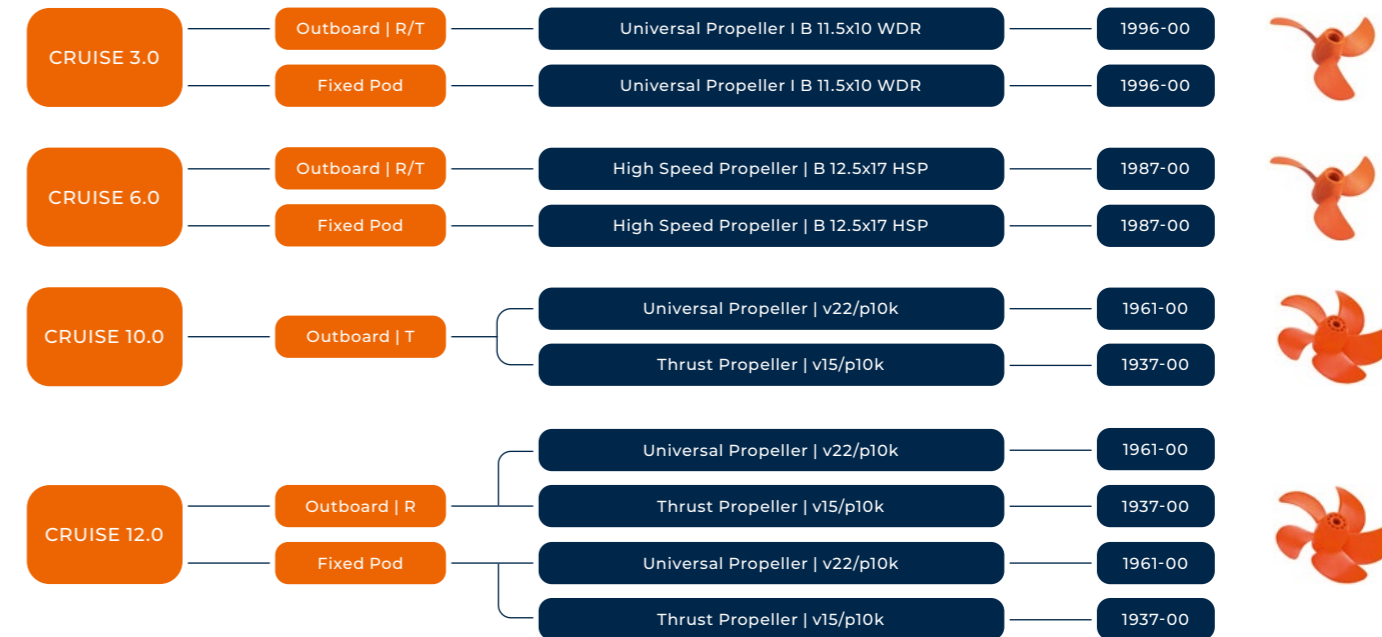 Outboard | R/T
Universal Propeller I B 11.5x10 WDR
1996-00
CRUISE 3.0
Fixed Pod
Universal Propeller I B 11.5x10 WDR
1996-00
Outboard | R/T
High Speed Propeller | B 12.5x17 HSP
1987-00
CRUISE 6.0
Fixed Pod
High Speed Propeller | B 12.5x17 HSP
1987-00
CRUISE 10.0
Outboard | T
Universal Propeller | v22/p10k
1961-00
Thrust Propeller | v15/p10k
1937-00
Universal Propeller | v22/p10k
1961-00
CRUISE 12.0
Outboard | R
Thrust Propeller | v15/p10k
1937-00
Fixed Pod
Universal Propeller | v22/p10k
1961-00
Thrust Propeller | v15/p10k
1937-00